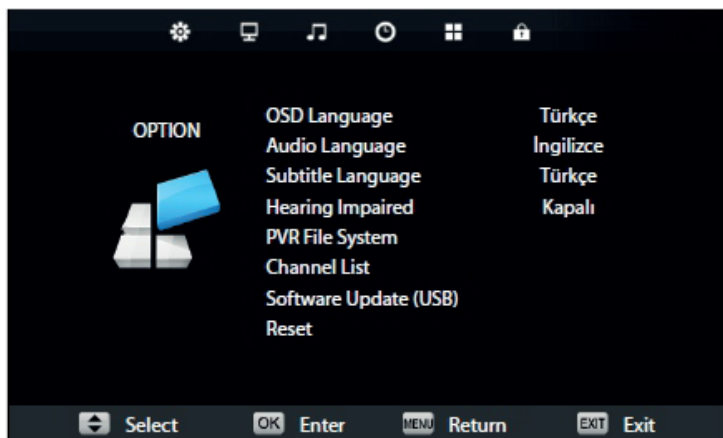 OPTION
OSD Language Türkçe
Audio Language İngilizce
Subtitle Language Türkçe
Hearing Impaired Kapalı
PVR File System
Channel List
Software Update (USB)
Reset
Select OK Enter MENU Return EXIT Exit